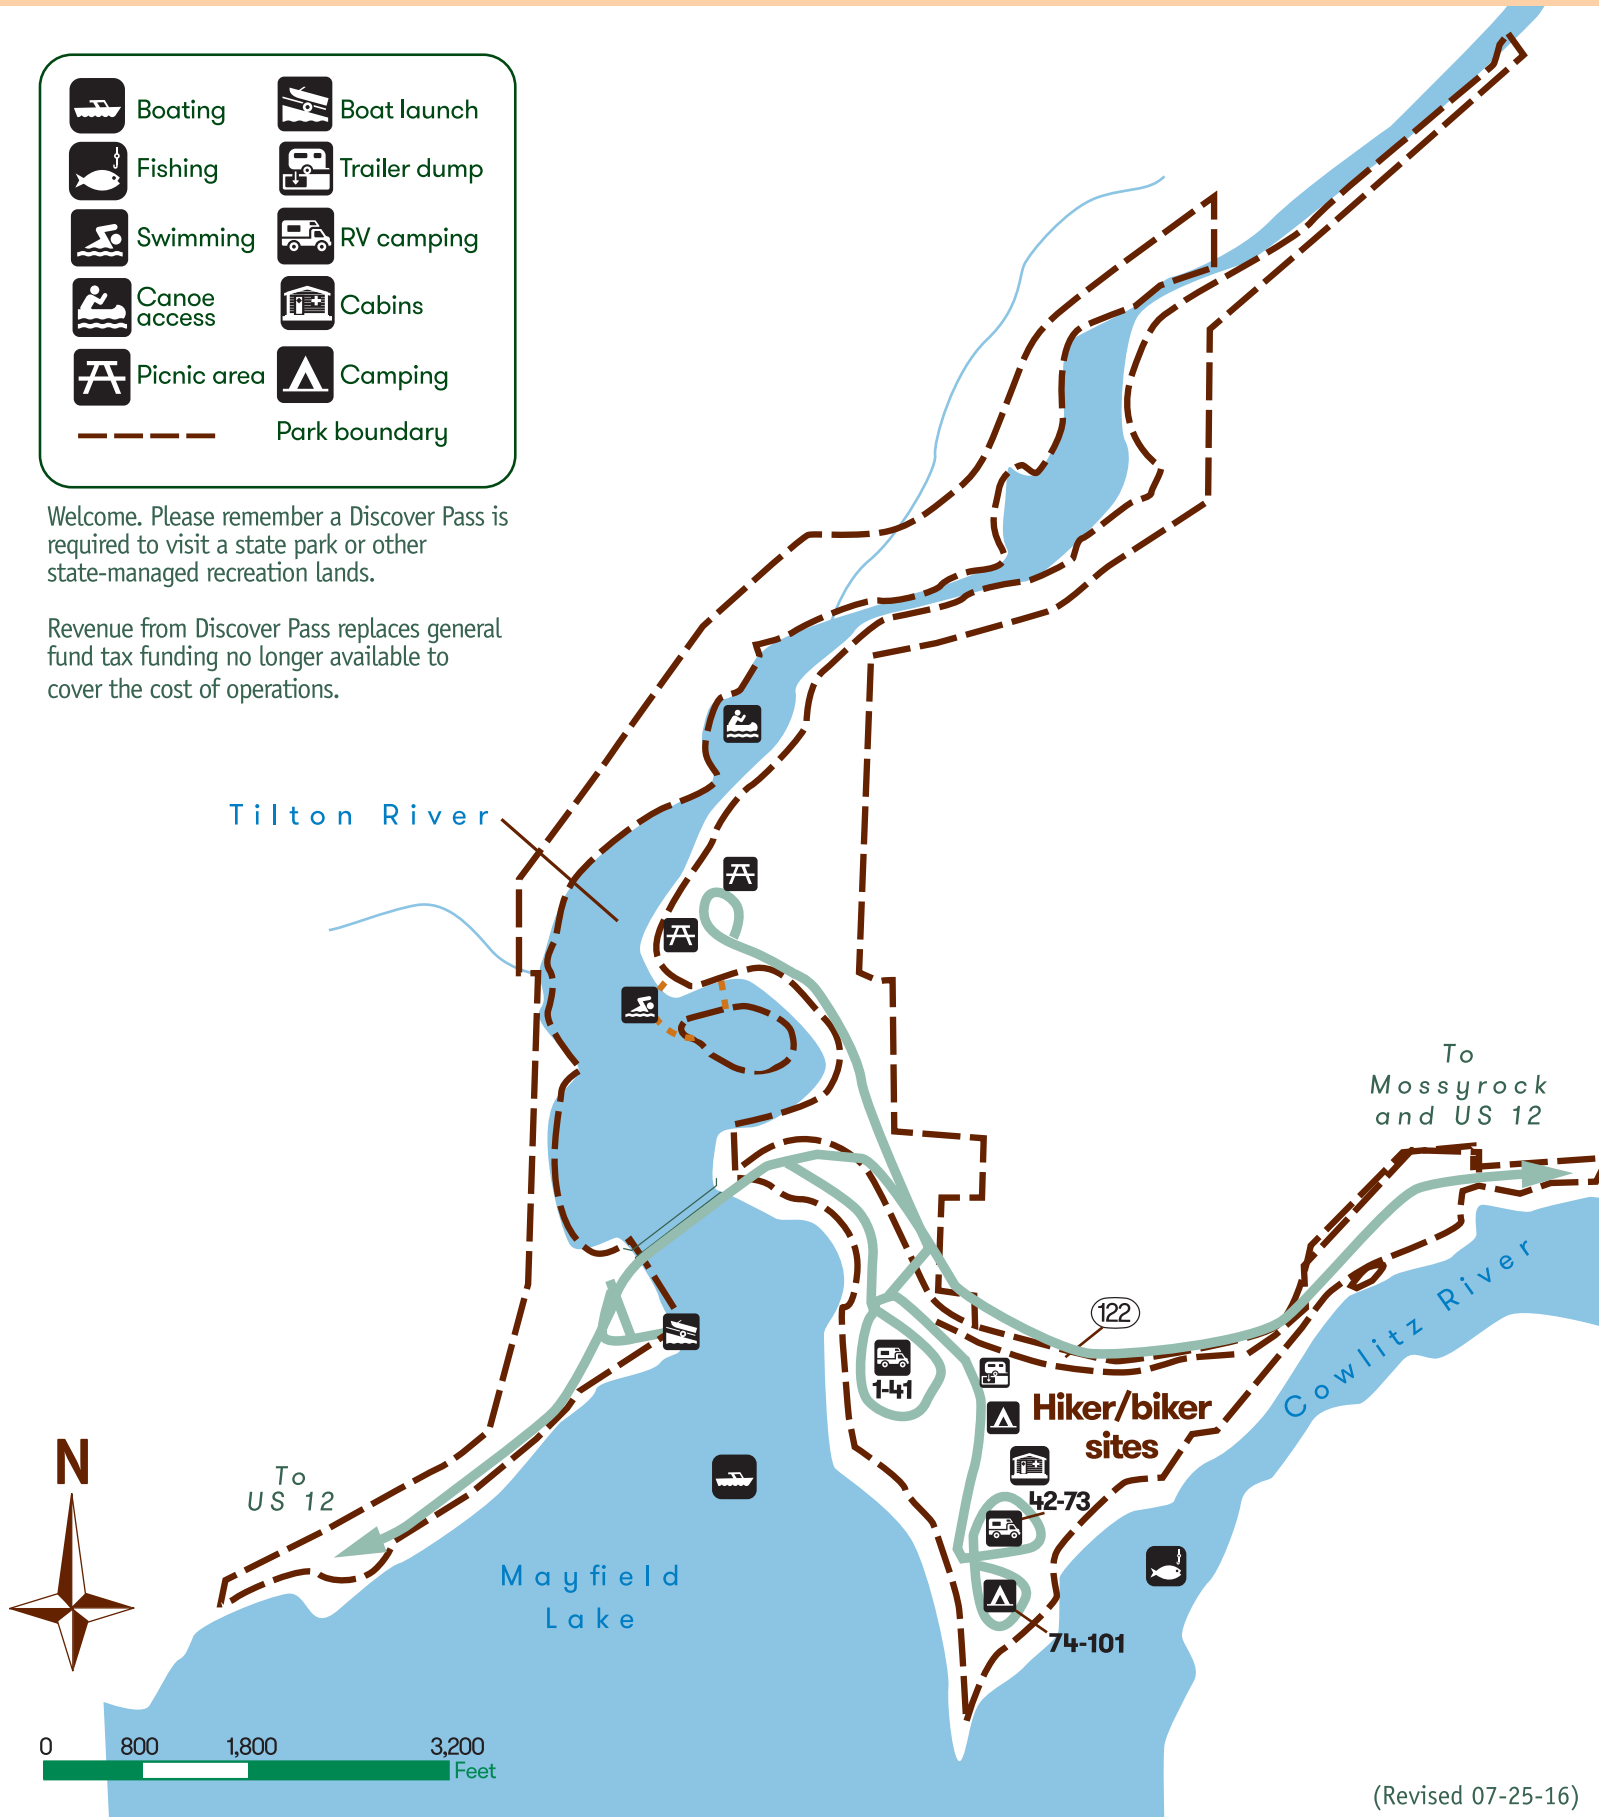 Boating
Boat launch
Fishing
Trailer dump
Swimming
RV camping
Canoe
access
Cabins
Picnic area
Camping
Park boundary
Welcome. Please remember a Discover Pass is
required to visit a state park or other
state-managed recreation lands.
Revenue from Discover Pass replaces general
fund tax funding no longer available to
cover the cost of operations.
Tilton River
To
Mossyrock
and US 12
Cowlitz River
122
1-41
Hiker/biker
sites
42-73
74-101
N
To
US 12
Mayfield
Lake
0 800 1,800 3,200
Feet
(Revised 07-25-16)